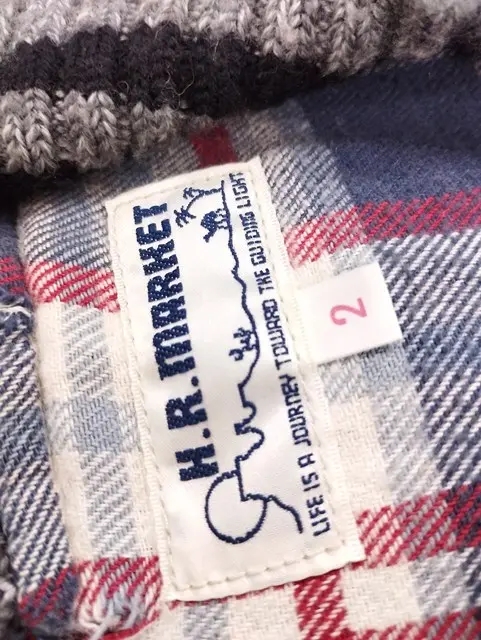 H.R.MARKET
LIFE IS A JOURNEY TOWARD THE GUIDING LIGHT
2